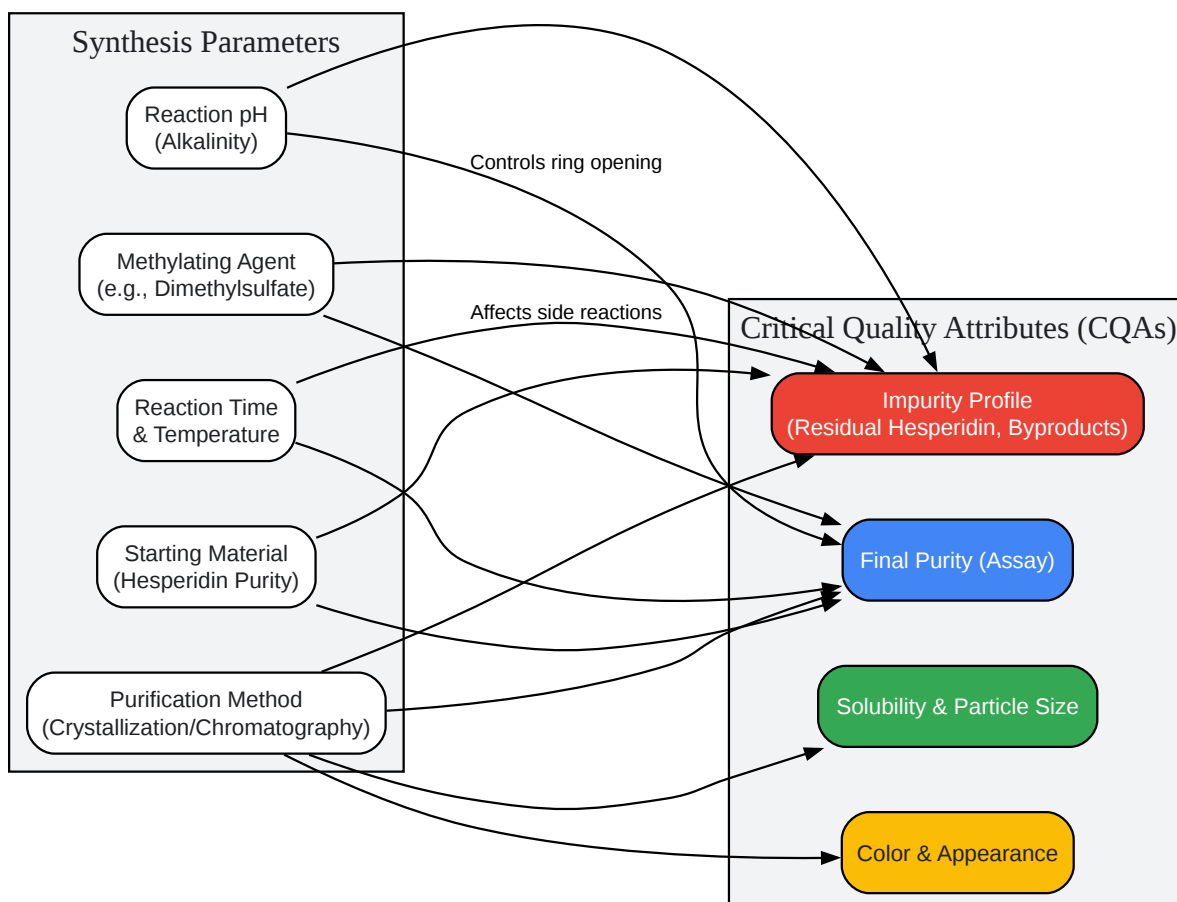 Synthesis Parameters
Reaction pH
(Alkalinity)
Methylating Agent
(e.g., Dimethylsulfate)
Reaction Time
& Temperature
Starting Material
(Hesperidin Purity)
Purification Method
(Crystallization/Chromatography)
Controls ring opening
Affects side reactions
Critical Quality Attributes (CQAs)
Impurity Profile
(Residual Hesperidin, Byproducts)
Final Purity (Assay)
Solubility & Particle Size
Color & Appearance